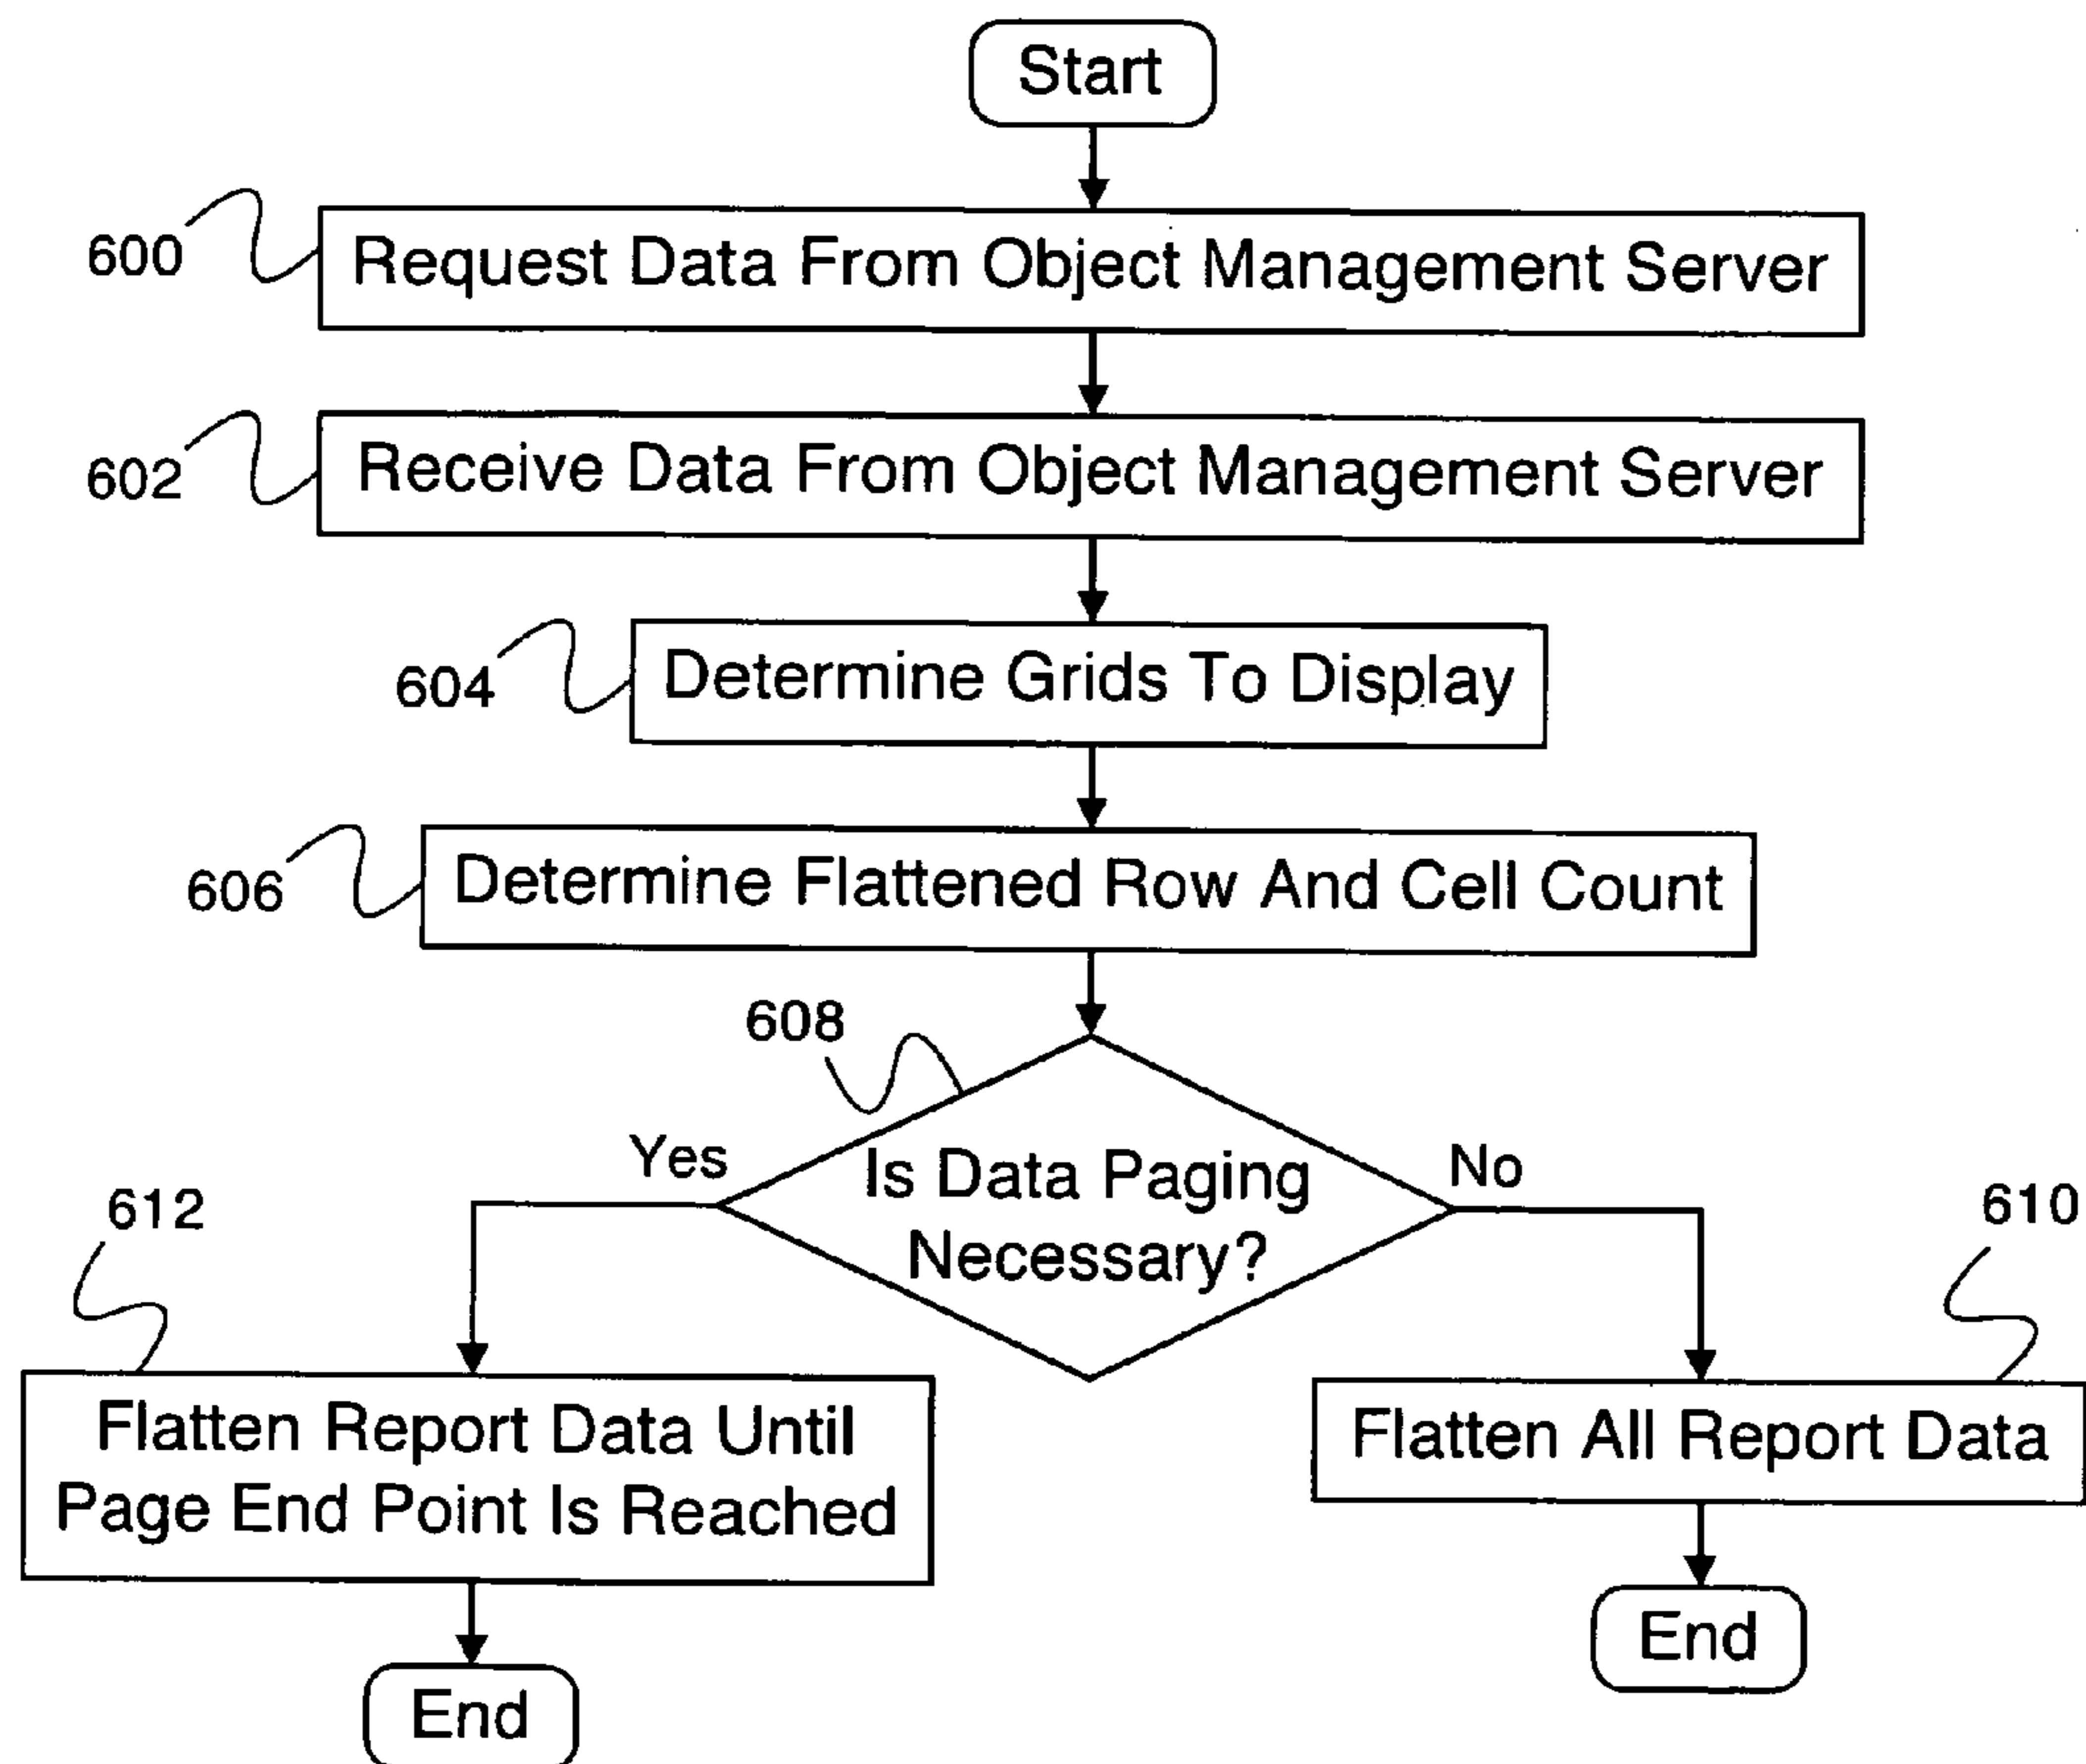 Start
600
Request Data From Object Management Server
602
Receive Data From Object Management Server
604
Determine Grids To Display
606
Determine Flattened Row And Cell Count
608
Yes
Is Data Paging
Necessary?
No
612
610
Flatten Report Data Until
Page End Point Is Reached
Flatten All Report Data
End
End